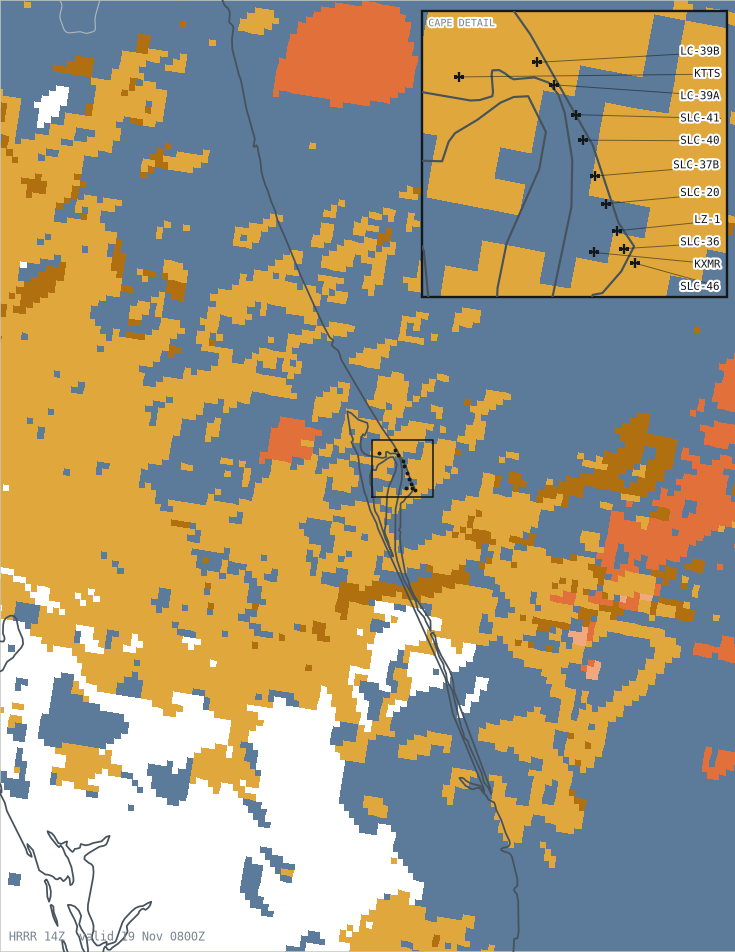 CAPE DETAIL
LC-39B
KTTS
LC-39A
SLC-41
SLC-40
SLC-37B
SLC-20
LZ-1
SLC-36
KXMR
SLC-46
HRRR 14Z valid 19 Nov 0800Z